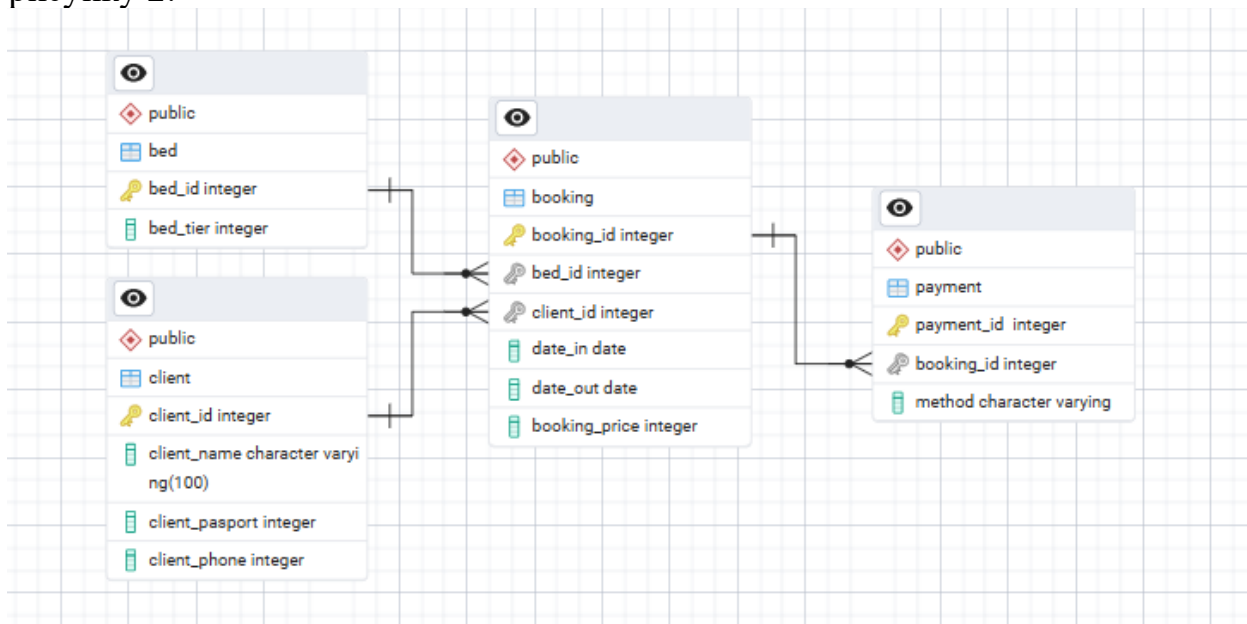 рисунку 2.
public
bed
bed_id integer
bed_tier integer
public
client
client_id integer
client_name character varyi
ng(100)
client_pasport integer
client_phone integer
public
booking
booking_id integer
bed_id integer
client_id integer
date_in date
date_out date
booking_price integer
public
payment
payment_id integer
booking_id integer
method character varying